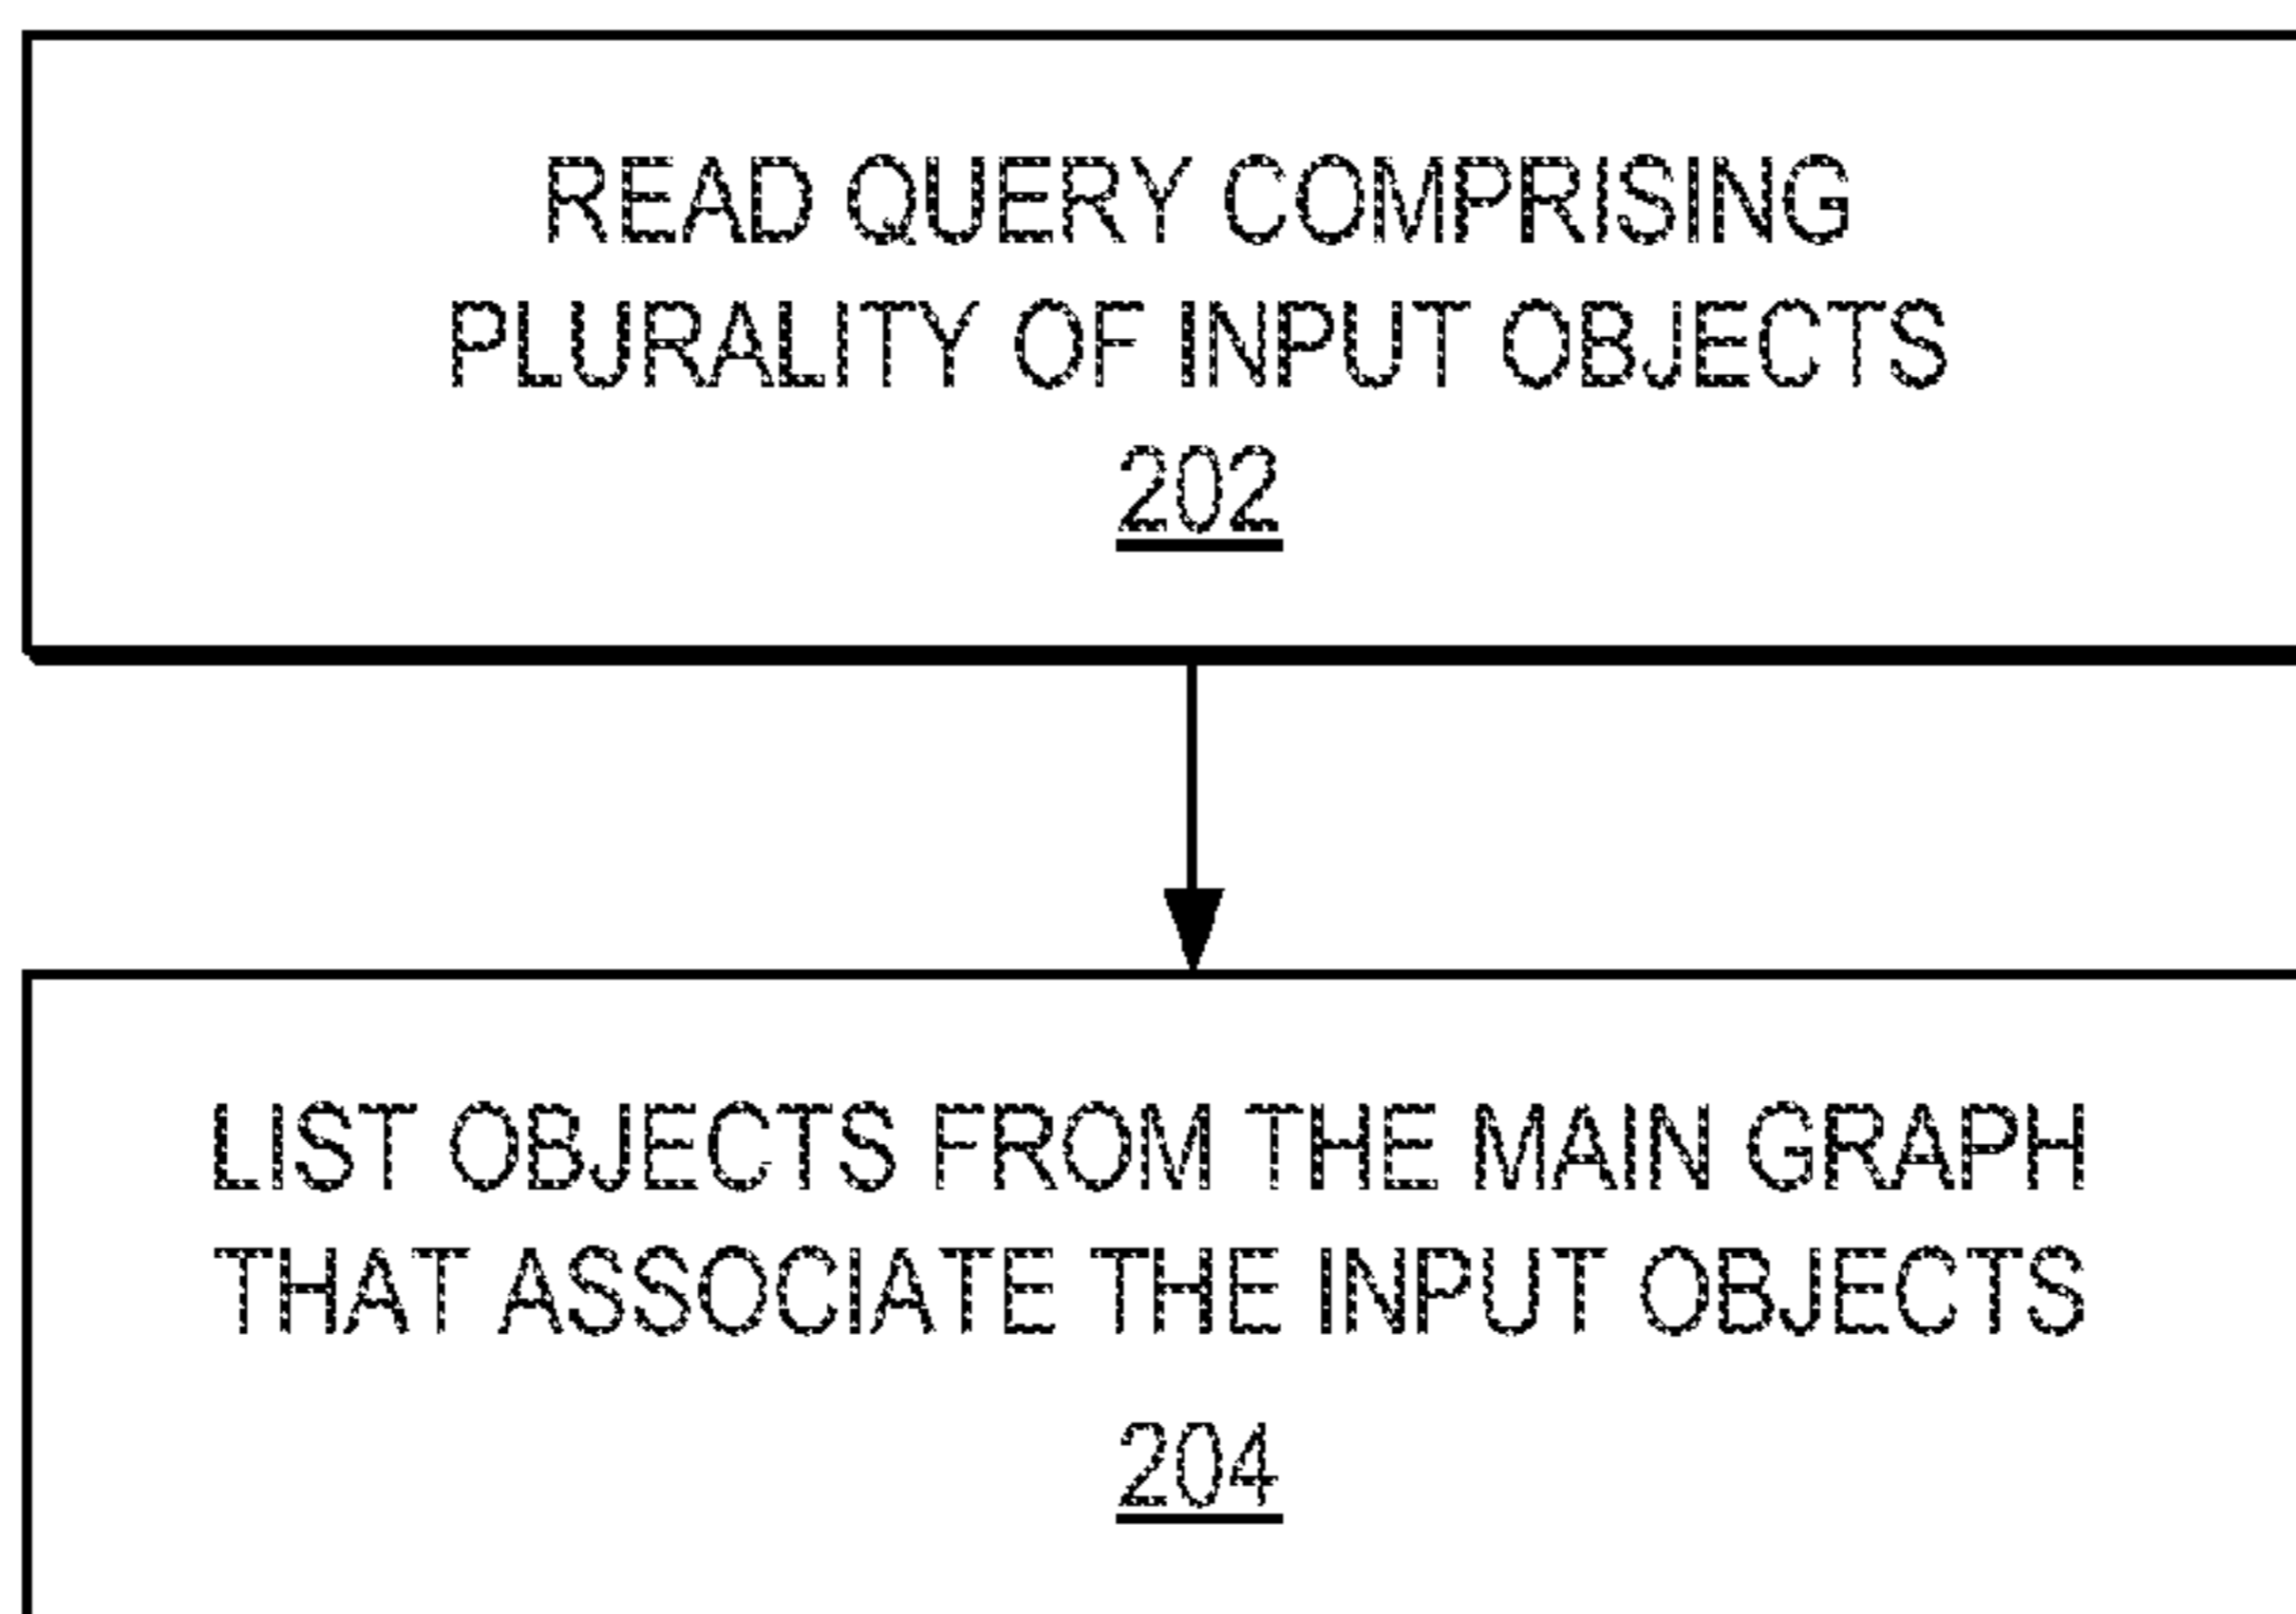 READ QUERY COMPRISING
PLURALITY OF INPUT OBJECTS
202
LIST OBJECTS FROM THE MAIN GRAPH
THAT ASSOCIATE THE INPUT OBJECTS
204